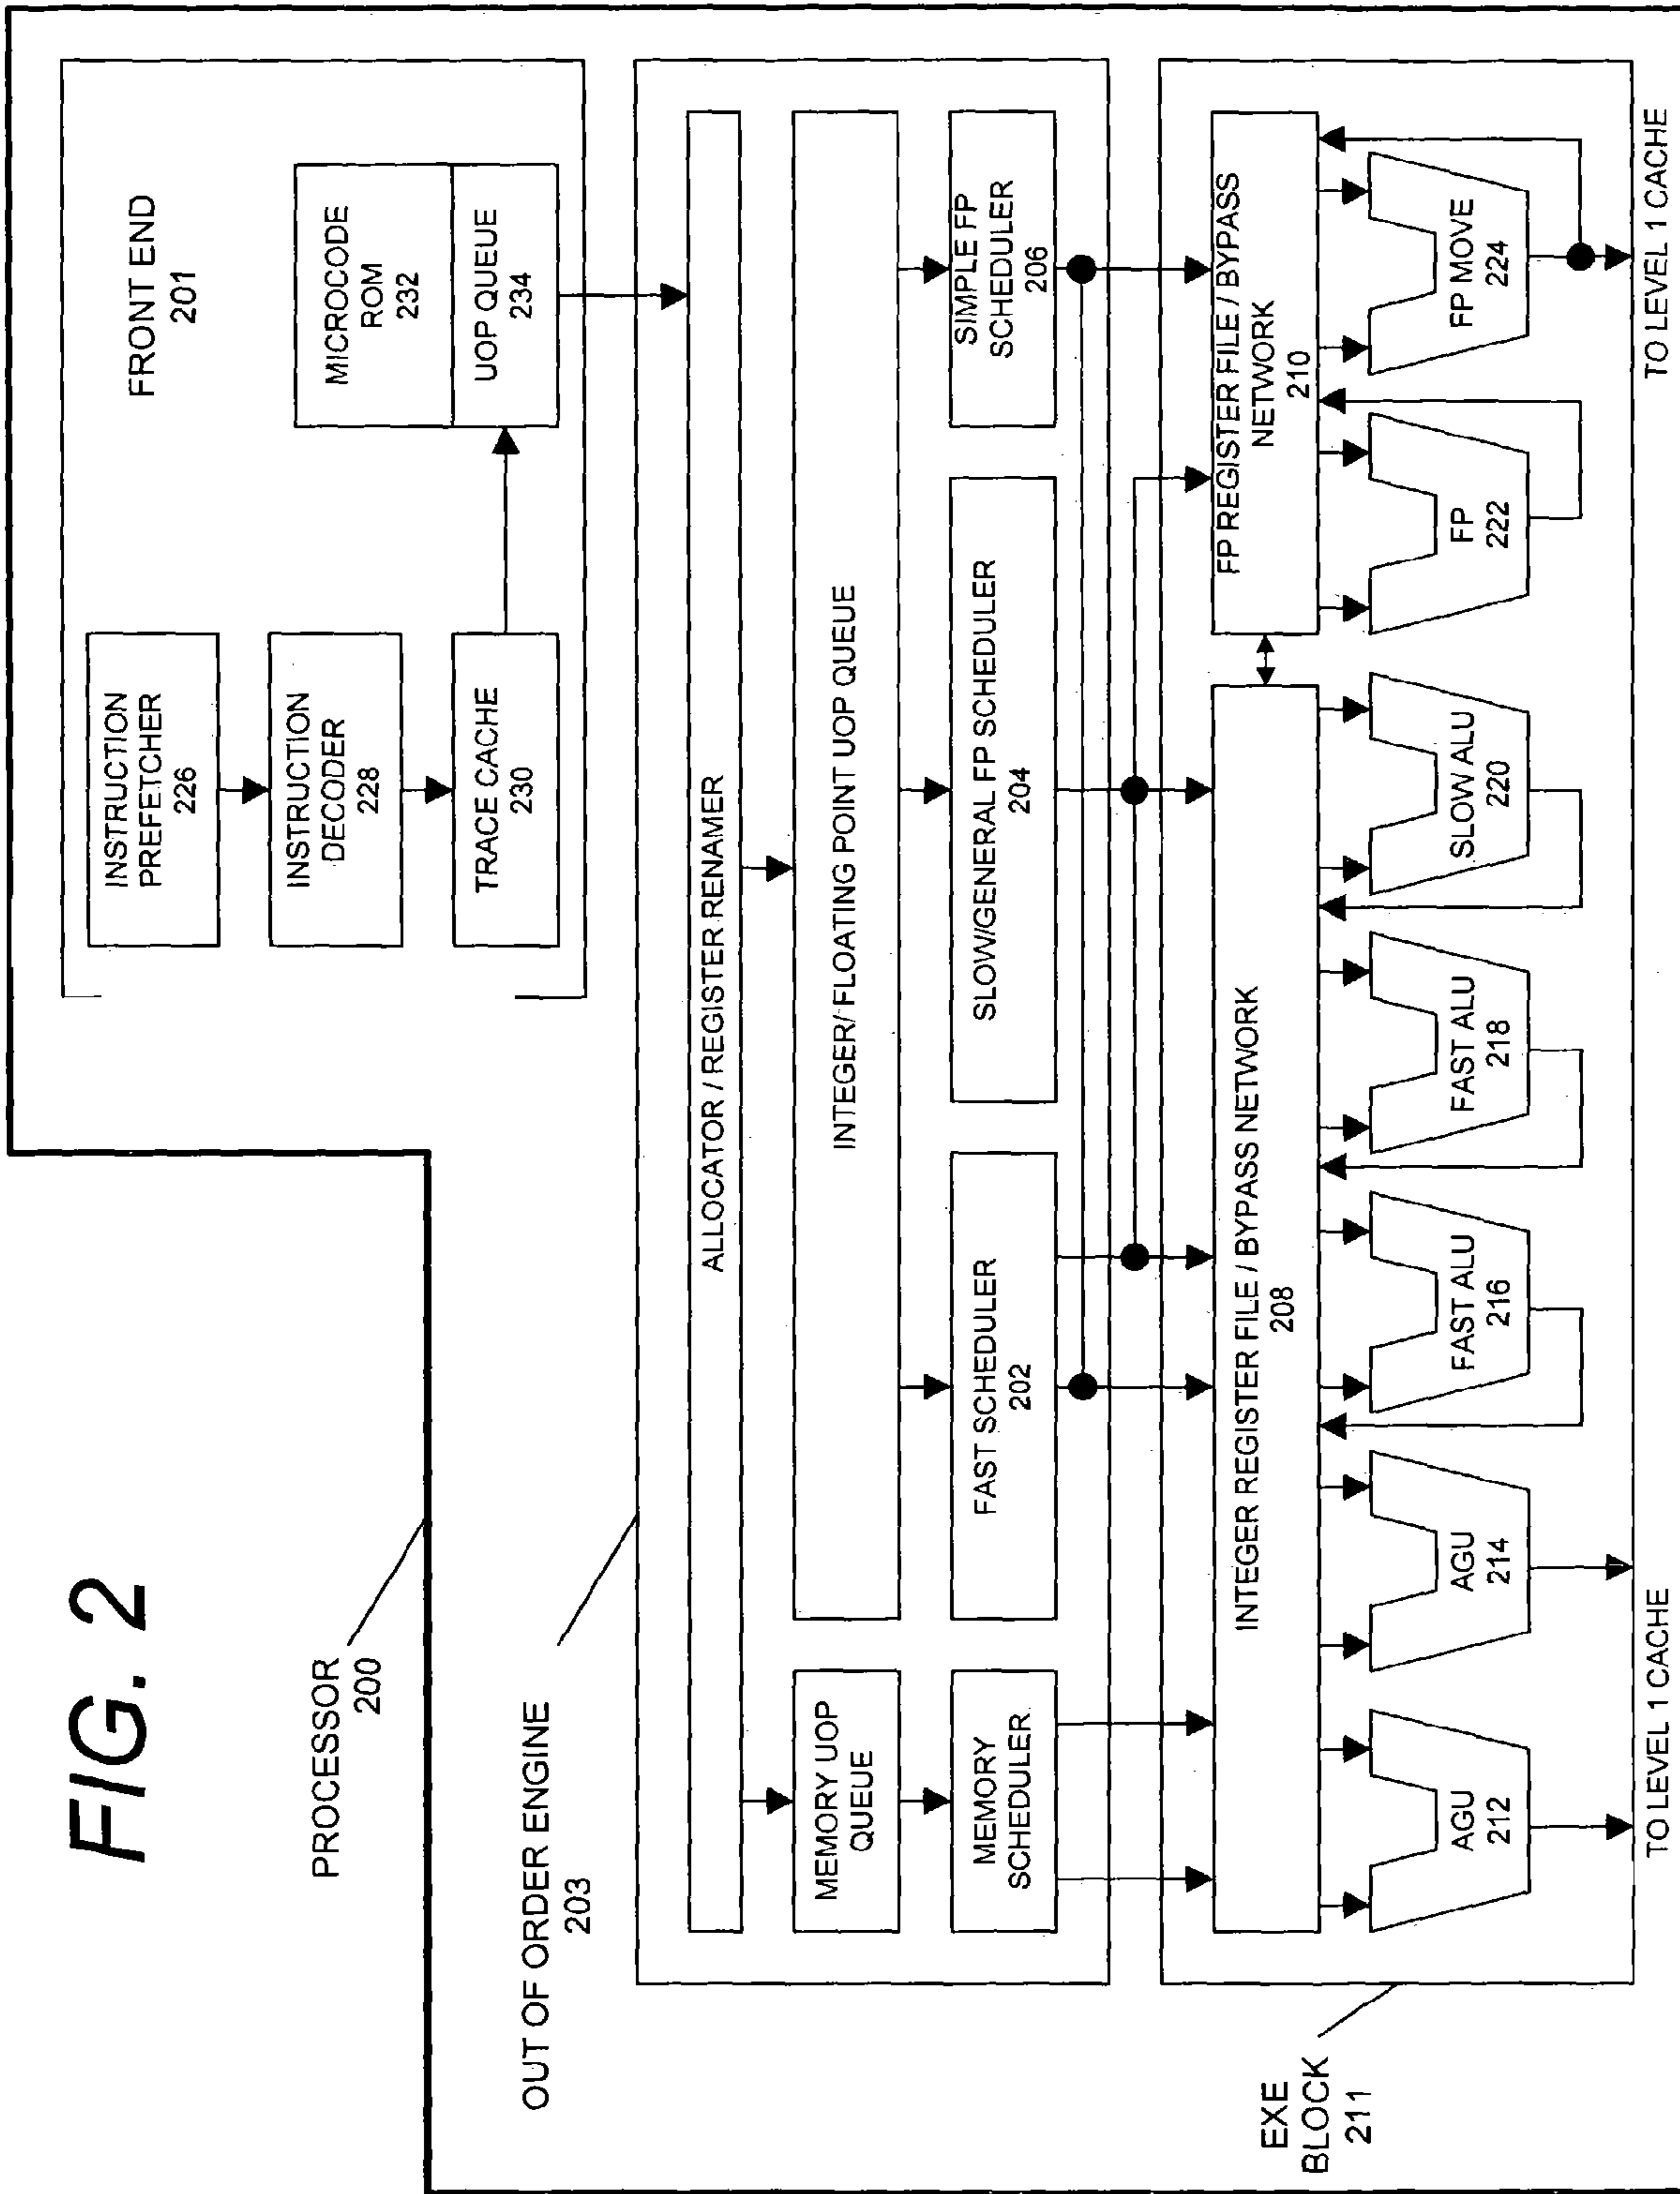 FIG. 2
PROCESSOR
200
FRONT END
201
INSTRUCTION
PREFETCHER
226
INSTRUCTION
DECODER
228
TRACE CACHE
230
MICROCODE
ROM
232
UOP QUEUE
234
OUT OF ORDER ENGINE
203
ALLOCATOR / REGISTER RENAMER
MEMORY UOP
QUEUE
INTEGER/FLOATING POINT UOP QUEUE
MEMORY
SCHEDULER
FAST SCHEDULER
202
SLOW/GENERAL FP SCHEDULER
204
SIMPLE FP
SCHEDULER
206
EXE
BLOCK
211
INTEGER REGISTER FILE / BYPASS NETWORK
208
FP REGISTER FILE / BYPASS
NETWORK
210
AGU
212
AGU
214
FAST ALU
216
FAST ALU
218
SLOW ALU
220
FP
222
FP MOVE
224
TO LEVEL 1 CACHE
TO LEVEL 1 CACHE